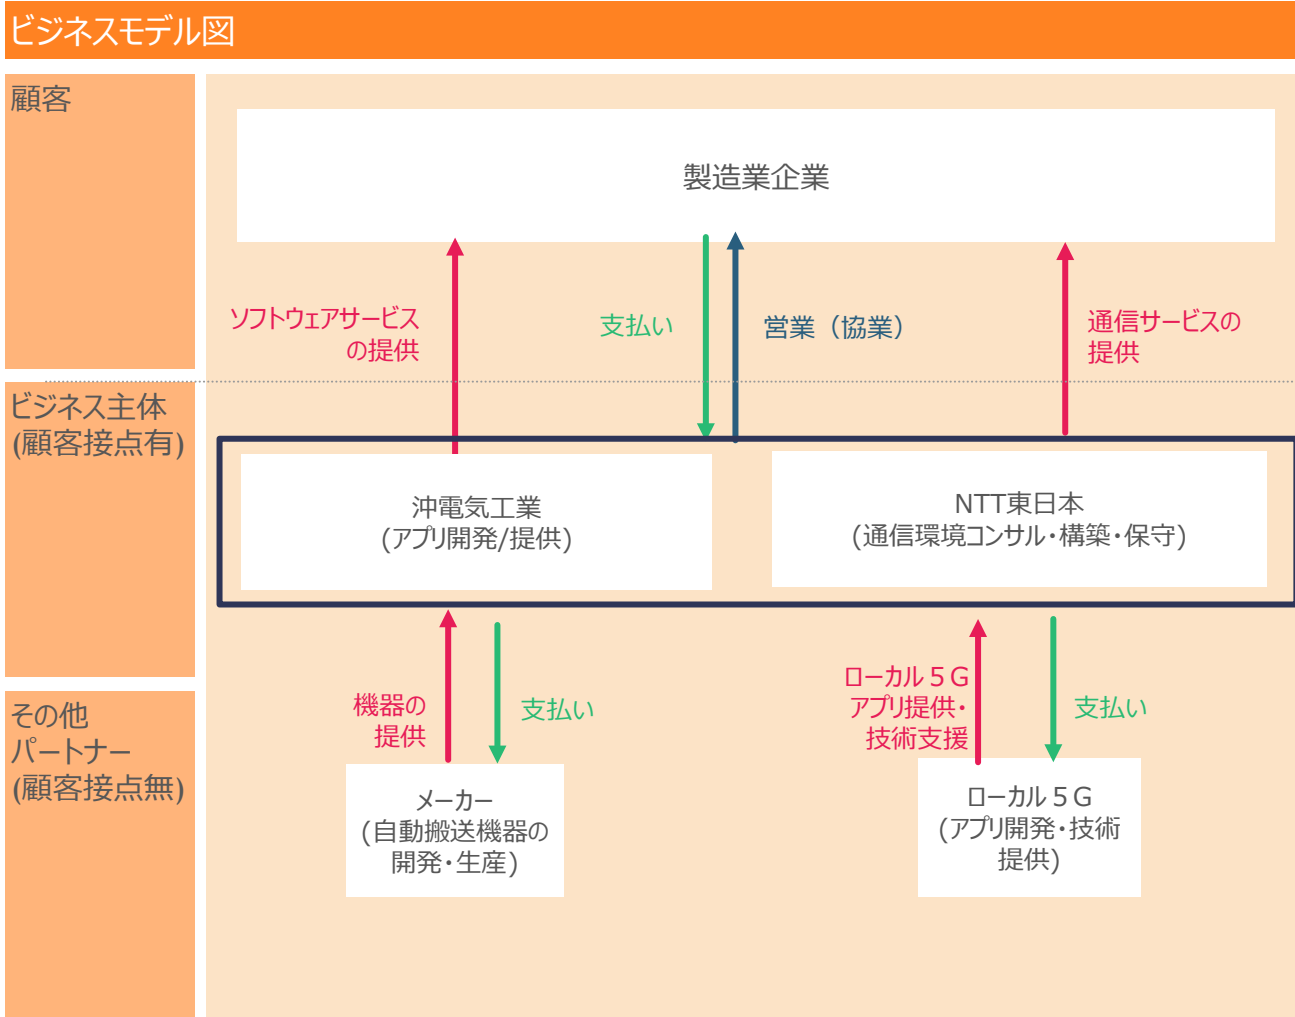 ビジネスモデル図
顧客
製造業企業
ソフトウェアサービス
の提供
支払い
営業（協業）
通信サービスの
提供
ビジネス主体
(顧客接点有)
沖電気工業
(アプリ開発/提供)
NTT東日本
(通信環境コンサル・構築・保守)
機器の
提供
支払い
ローカル５G
アプリ提供・
技術支援
支払い
その他
パートナー
(顧客接点無)
メーカー
(自動搬送機器の
開発・生産)
ローカル５G
(アプリ開発・技術
提供)